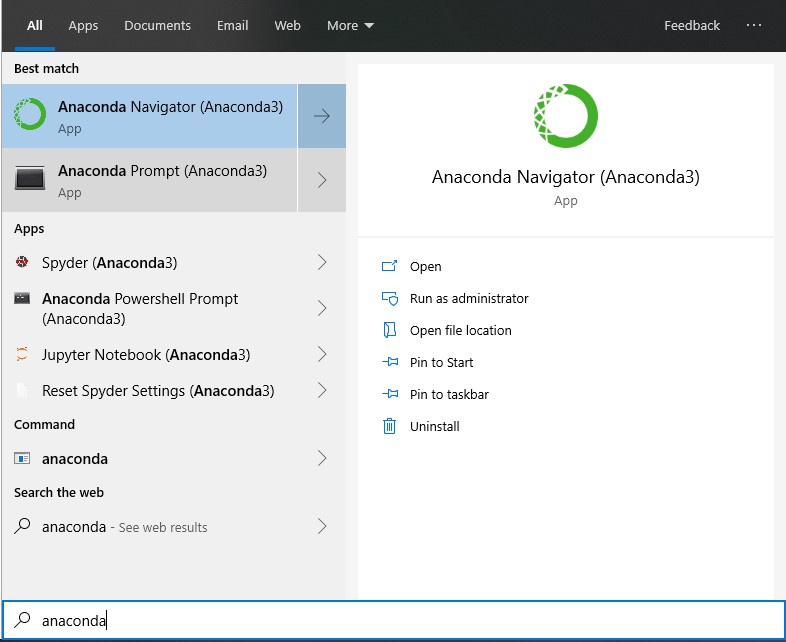 All Apps Documents Email Web More Feedback ...
Best match
Anaconda Navigator (Anaconda3)
App
Anaconda Prompt (Anaconda3)
App
Apps
Spyder (Anaconda3)
Anaconda Powershell Prompt
(Anaconda3)
Jupyter Notebook (Anaconda3)
Reset Spyder Settings (Anaconda3)
Command
anaconda
Search the web
anaconda - See web results
Anaconda Navigator (Anaconda3)
App
Open
Run as administrator
Open file location
Pin to Start
Pin to taskbar
Uninstall
anaconda